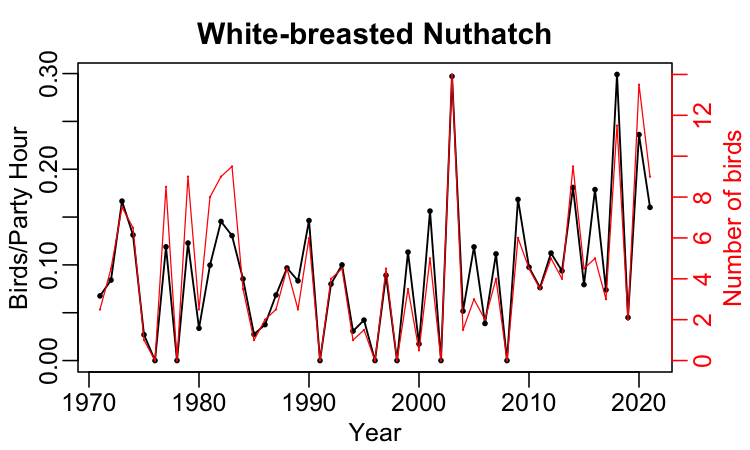 White-breasted Nuthatch
Birds/Party Hour
0.00 0.10 0.20 0.30
1970 1980 1990 2000 2010 2020
Year
0 2 4 6 8 12
Number of birds